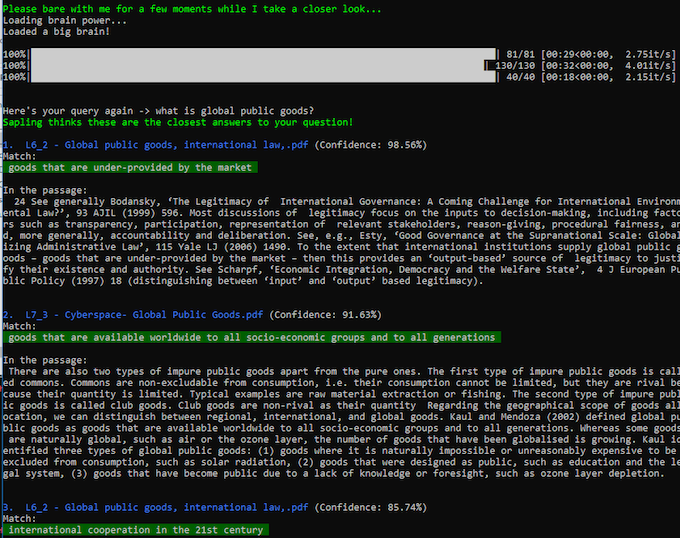 Please bare with me for a few moments while I take a closer look...
Loading brain power...
Loaded a big brain!
100%| | 81/81 [00:29<00:00, 2.75it/s]
100%| | 130/130 [00:32<00:00, 4.01it/s]
100%| | 40/40 [00:18<00:00, 2.15it/s]
Here's your query again -> what is global public goods?
Sapling thinks these are the closest answers to your question!
1. L6_2 - Global public goods, international law,.pdf (Confidence: 98.56%)
Match:
goods that are under-provided by the market
In the passage:
24 See generally Bodansky, ‘The Legitimacy of International Governance: A Coming Challenge for International Environm
ental Law?’, 93 AJIL (1999) 596. Most discussions of legitimacy focus on the inputs to decision-making, including facto
rs such as transparency, participation, representation of relevant stakeholders, reason-giving, procedural fairness, an
d, more generally, accountability and deliberation. See, e.g., Esty, ‘Good Governance at the Supranational Scale: Global
izing Administrative Law’, 115 Yale LJ (2006) 1490. To the extent that international institutions supply global public g
oods – goods that are under-provided by the market – then this provides an ‘output-based’ source of legitimacy to justi
fy their existence and authority. See Scharpf, ‘Economic Integration, Democracy and the Welfare State’, 4 J European Pu
blic Policy (1997) 18 (distinguishing between ‘input’ and ‘output’ based legitimacy).
2. L7_3 - Cyberspace- Global Public Goods.pdf (Confidence: 91.63%)
Match:
goods that are available worldwide to all socio-economic groups and to all generations
In the passage:
There are also two types of impure public goods apart from the pure ones. The first type of impure public goods is call
ed commons. Commons are non-excludable from consumption, i.e. their consumption cannot be limited, but they are rival be
cause their quantity is limited. Typical examples are raw material extraction or fishing. The second type of impure publ
ic goods is called club goods. Club goods are non-rival as their quantity Regarding the geographical scope of goods all
ocation, we can distinguish between regional, international, and global goods. Kaul and Mendoza (2002) defined global pu
blic goods as goods that are available worldwide to all socio-economic groups and to all generations. Whereas some goods
are naturally global, such as air or the ozone layer, the number of goods that have been globalised is growing. Kaul id
entified three types of global public goods: (1) goods where it is naturally impossible or unreasonably expensive to be
excluded from consumption, such as solar radiation, (2) goods that were designed as public, such as education and the le
gal system, (3) goods that have become public due to a lack of knowledge or foresight, such as ozone layer depletion.
3. L6_2 - Global public goods, international law,.pdf (Confidence: 85.74%)
Match:
international cooperation in the 21st century